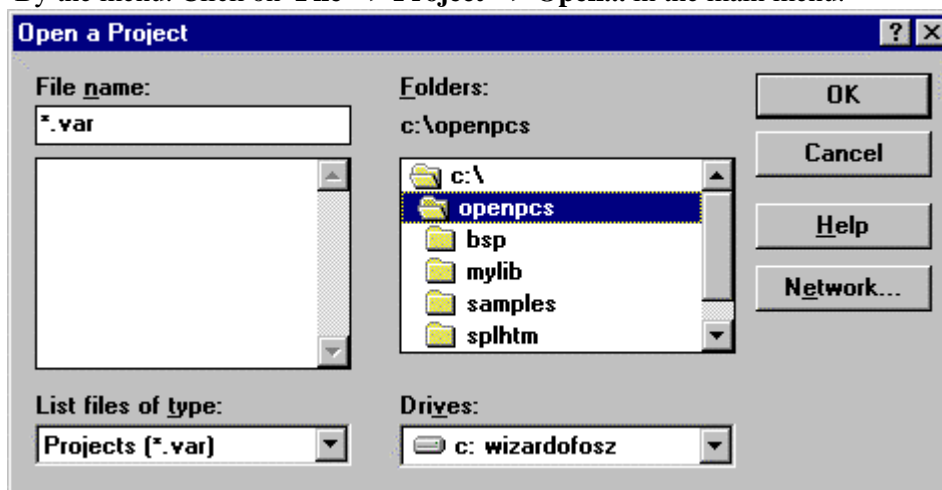 By the menu: Click on "File" -> "Project" -> "Open... in the main menu.
Open a Project
File name:
*.var
Folders:
c:\openpcs
c:\
openpcs
bsp
mylib
samples
splhtm
OK
Cancel
Help
Network...
List files of type:
Projects (*.var)
Drives:
c: wizardofosz